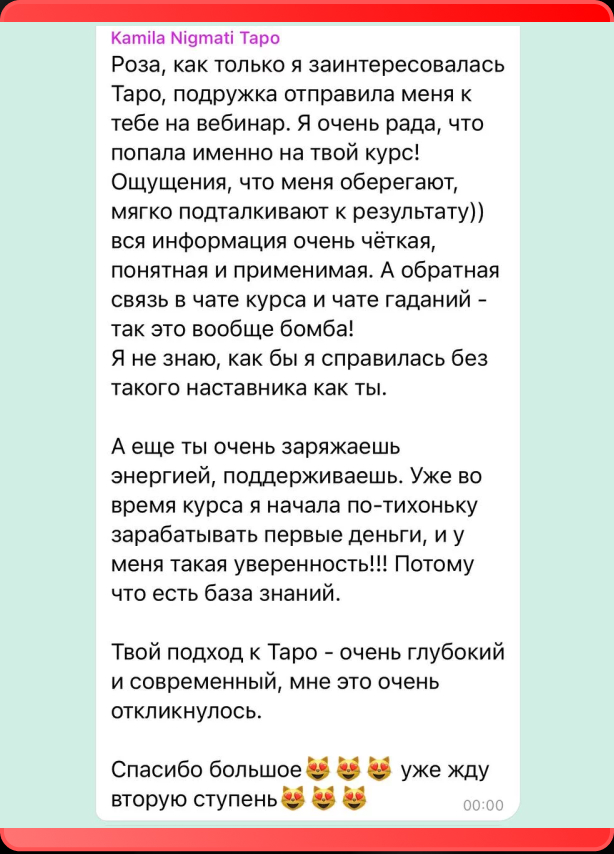 Kamila Nigmati Таро
Роза, как только я заинтересовалась
Таро, подружка отправила меня к
тебе на вебинар. Я очень рада, что
попала именно на твой курс!
Ощущения, что меня оберегают,
мягко подталкивают к результату))
вся информация очень чёткая,
понятная и применимая. А обратная
связь в чате курса и чате гаданий -
так это вообще бомба!
Я не знаю, как бы я справилась без
такого наставника как ты.
А еще ты очень заряжаешь
энергией, поддерживаешь. Уже во
время курса я начала по-тихоньку
зарабатывать первые деньги, и у
меня такая уверенность!!! Потому
что есть база знаний.
Твой подход к Таро - очень глубокий
и современный, мне это очень
откликнулось.
Спасибо большое😻😻😻 уже жду
вторую ступень😻😻😻
00:00